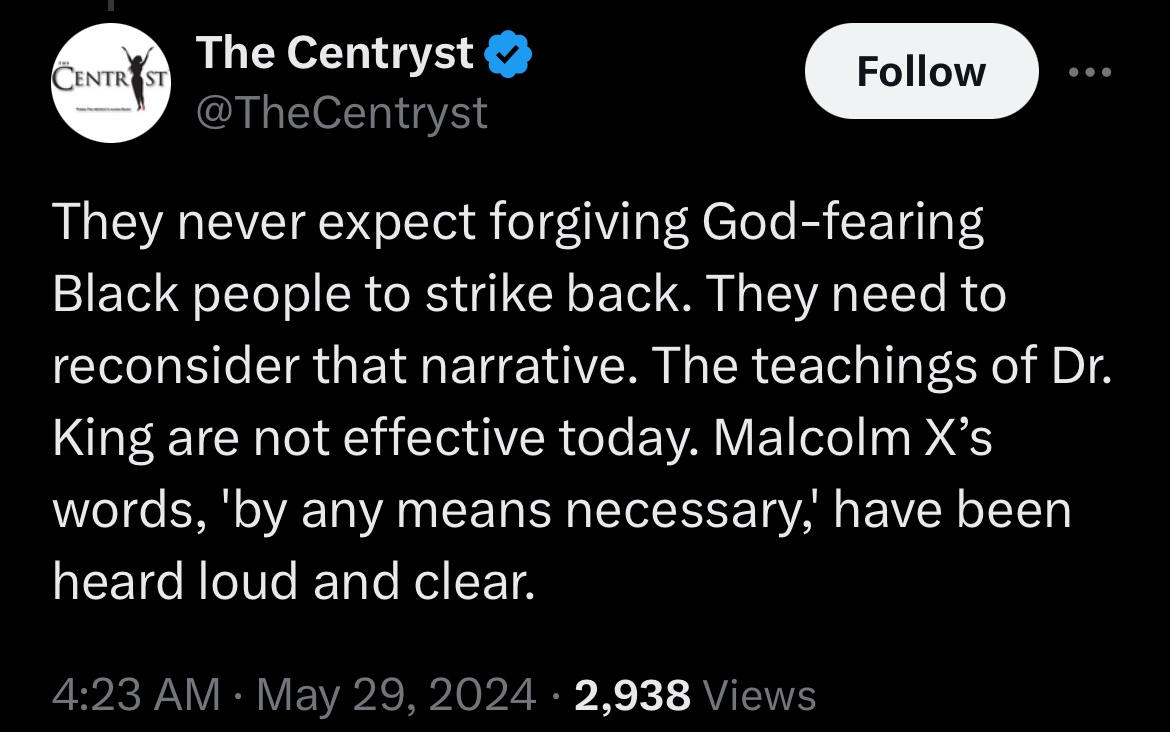 The Centryst
Follow
@TheCentryst
THE
CENTRYST
They never expect forgiving God-fearing
Black people to strike back. They need to
reconsider that narrative. The teachings of Dr.
King are not effective today. Malcolm X’s
words, 'by any means necessary,' have been
heard loud and clear.
4:23 AM · May 29, 2024 · 2,938 Views